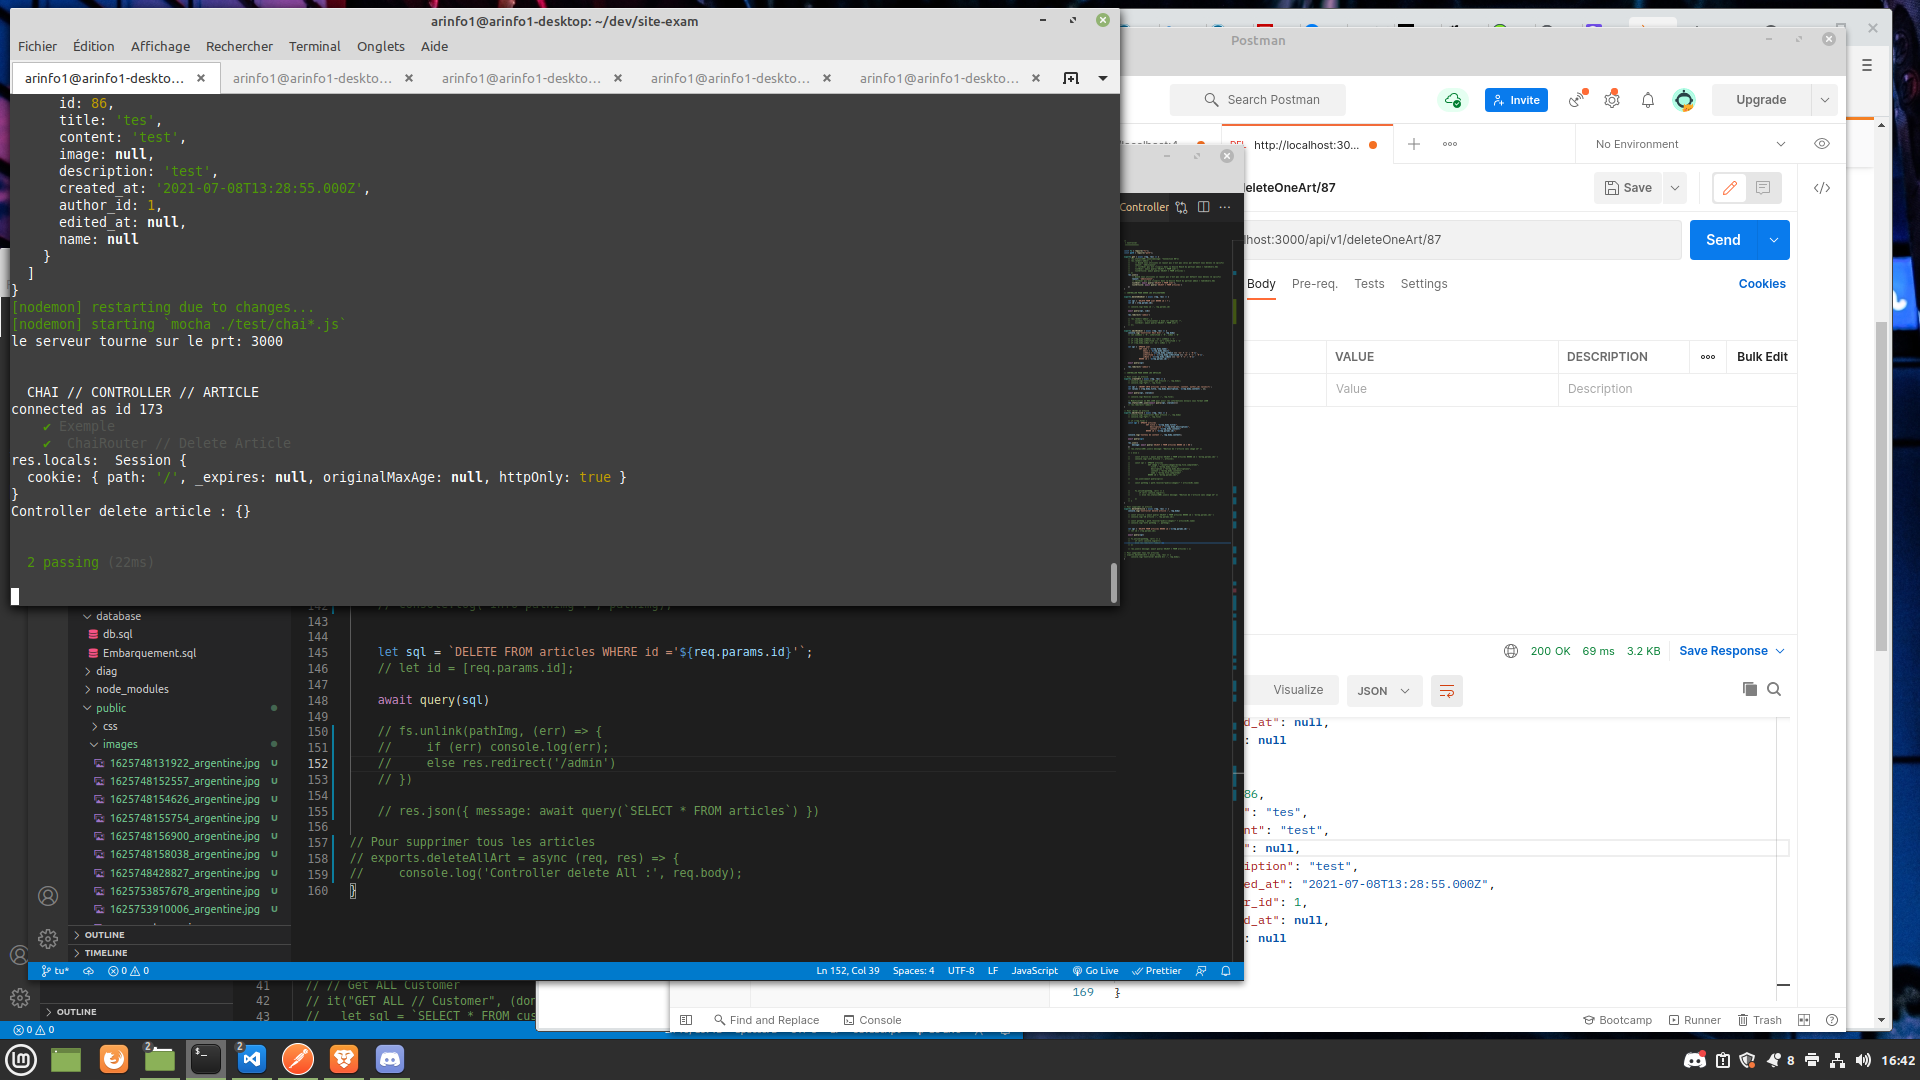 arinfo1@arinfo1-desktop: ~/dev/site-exam
Fichier Édition Affichage Rechercher Terminal Onglets Aide
arinfo1@arinfo1-deskto... arinfo1@arinfo1-deskto... arinfo1@arinfo1-deskto... arinfo1@arinfo1-deskto... arinfo1@arinfo1-deskto...
id: 86,
title: 'tes',
content: 'test',
image: null,
description: 'test',
created_at: '2021-07-08T13:28:55.000Z',
author_id: 1,
edited_at: null,
name: null
}
]
}
[nodemon] restarting due to changes...
[nodemon] starting `mocha ./test/chai*.js`
le serveur tourne sur le prt: 3000
CHAI // CONTROLLER // ARTICLE
connected as id 173
✔ Exemple
✔ ChaiRouter // Delete Article
res.locals: Session {
cookie: { path: '/', _expires: null, originalMaxAge: null, httpOnly: true }
}
Controller delete article : {}
2 passing (22ms)
Postman
Search Postman
Invite
Upgrade
http://localhost:30...
No Environment
eleteOneArt/87
Save
lhost:3000/api/v1/deleteOneArt/87
Send
Body Pre-req. Tests Settings
Cookies
VALUE DESCRIPTION Bulk Edit
Value Description
200 OK 69 ms 3.2 KB Save Response
Visualize JSON
d_at": null,
: null
86,
": "tes",
nt": "test",
": null,
iption": "test",
ed_at": "2021-07-08T13:28:55.000Z",
r_id": 1,
d_at": null,
: null
169 }
Find and Replace Console
Bootcamp Runner Trash
Controller
database
db.sql
Embarquement.sql
diag
node_modules
public
css
images
1625748131922_argentine.jpg U
1625748152557_argentine.jpg U
1625748154626_argentine.jpg U
1625748155754_argentine.jpg U
1625748156900_argentine.jpg U
1625748158038_argentine.jpg U
1625748428827_argentine.jpg U
1625753857678_argentine.jpg U
1625753910006_argentine.jpg U
OUTLINE
TIMELINE
143
144
145 let sql = `DELETE FROM articles WHERE id ='${req.params.id}'`;
146 // let id = [req.params.id];
147
148 await query(sql)
149
150 // fs.unlink(pathImg, (err) => {
151 // if (err) console.log(err);
152 // else res.redirect('/admin')
153 // })
154
155 // res.json({ message: await query(`SELECT * FROM articles`) })
156
157 // Pour supprimer tous les articles
158 // exports.deleteAllArt = async (req, res) => {
159 // console.log('Controller delete All :', req.body);
160 }
tu* 0 0
Ln 152, Col 39 Spaces: 4 UTF-8 LF JavaScript Go Live Prettier
41 // // Get ALL Customer
42 // it("GET ALL // Customer", (don
43 // let sql = `SELECT * FROM cus
OUTLINE
0 0
2
2
8
16:42